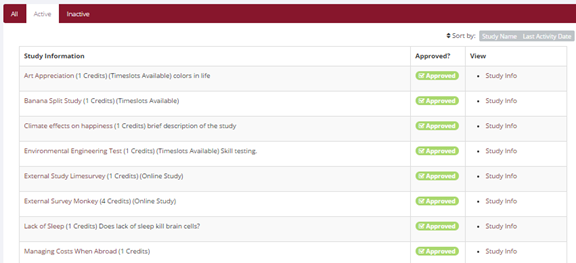 All Active Inactive
Sort by: Study Name Last Activity Date
Study Information Approved? View
Art Appreciation (1 Credits) (Timeslots Available) colors in life Approved • Study Info
Banana Split Study (1 Credits) (Timeslots Available) Approved • Study Info
Climate effects on happiness (1 Credits) brief description of the study Approved • Study Info
Environmental Engineering Test (1 Credits) (Timeslots Available) Skill testing. Approved • Study Info
External Study Limesurvey (1 Credits) (Online Study) Approved • Study Info
External Survey Monkey (4 Credits) (Online Study) Approved • Study Info
Lack of Sleep (1 Credits) Does lack of sleep kill brain cells? Approved • Study Info
Managing Costs When Abroad (1 Credits) Approved • Study Info